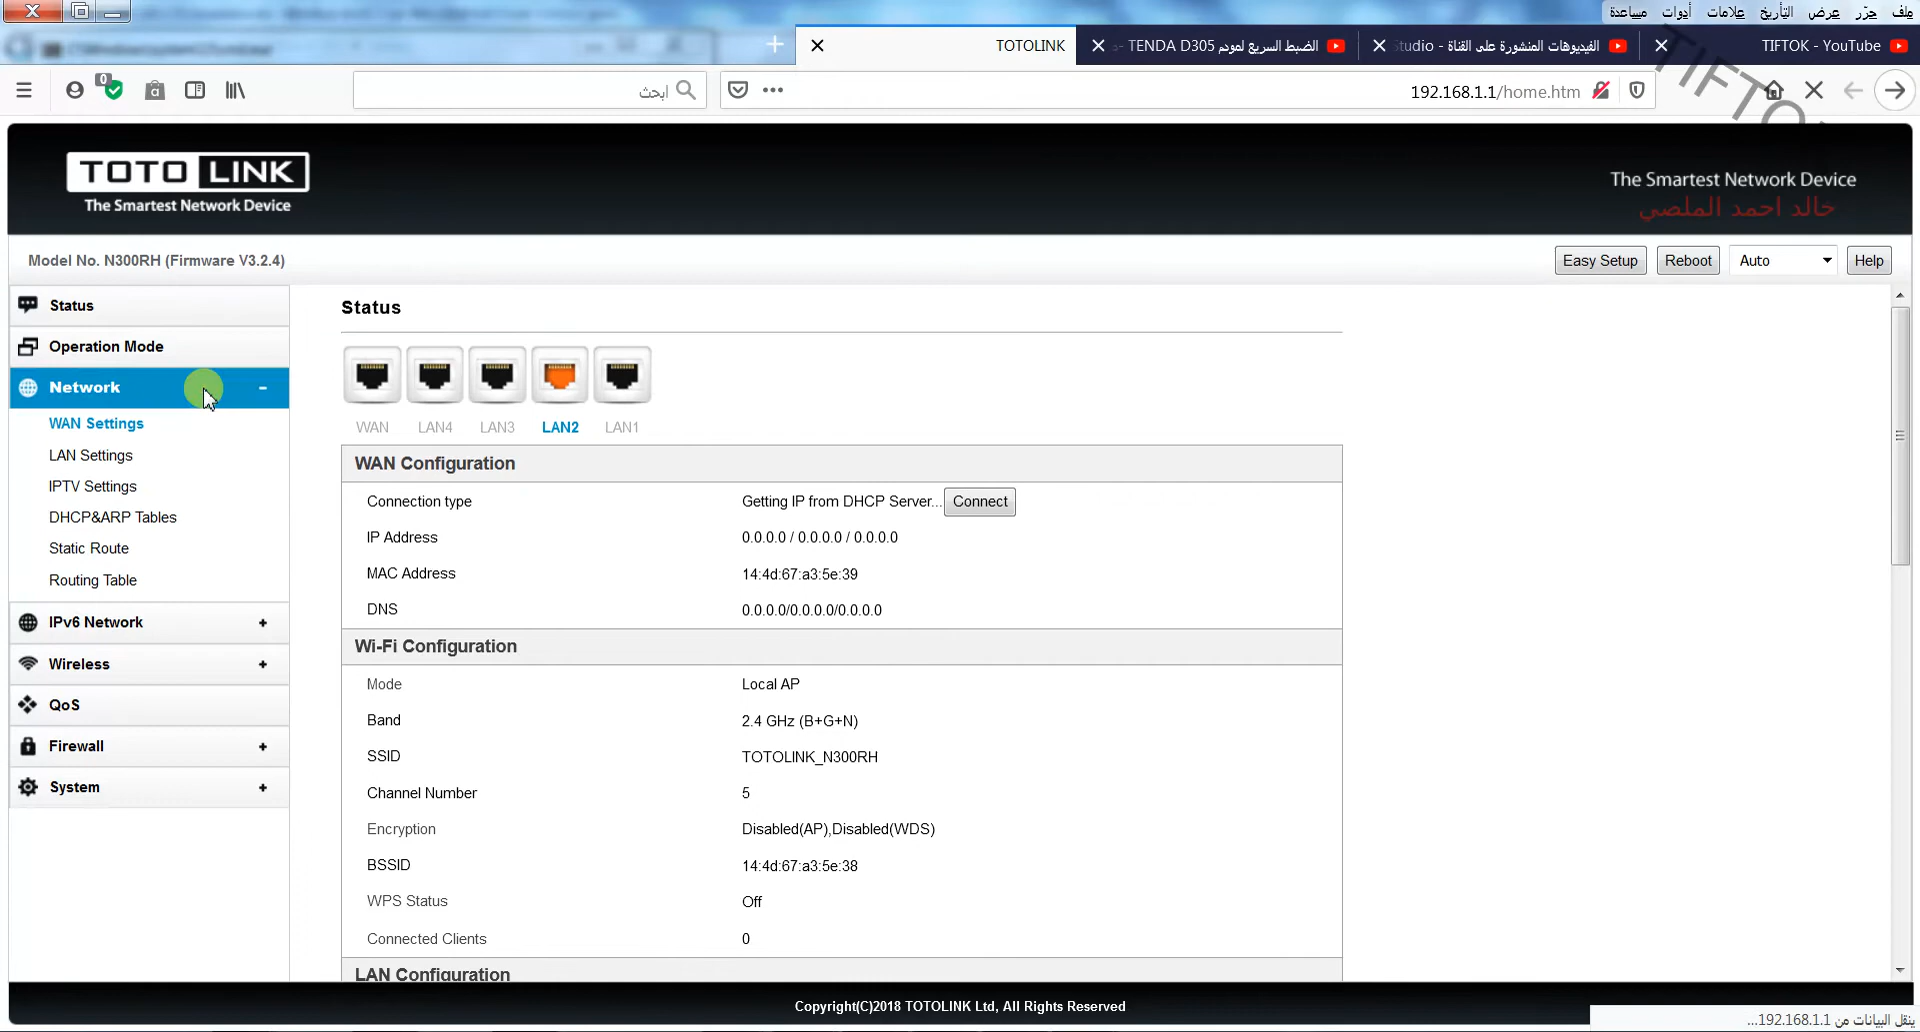 ملف حرّر عرض التأريخ علامات أدوات مساعدة
TIFTOK - YouTube
الفيديوهات المنشورة على القناة - Studio
الضبط السريع لمودم TENDA D305 -
TOTOLINK
0
ابحث
192.168.1.1/home.htm
TIFTO
TOTO LINK
The Smartest Network Device
The Smartest Network Device
خالد احمد الملصي
Model No. N300RH (Firmware V3.2.4)
Easy Setup
Reboot
Auto
Help
Status
Operation Mode
Network -
WAN Settings
LAN Settings
IPTV Settings
DHCP&ARP Tables
Static Route
Routing Table
IPv6 Network +
Wireless +
QoS
Firewall +
System +
Status
WAN LAN4 LAN3 LAN2 LAN1
WAN Configuration
Connection type Getting IP from DHCP Server... Connect
IP Address 0.0.0.0 / 0.0.0.0 / 0.0.0.0
MAC Address 14:4d:67:a3:5e:39
DNS 0.0.0.0/0.0.0.0/0.0.0.0
Wi-Fi Configuration
Mode Local AP
Band 2.4 GHz (B+G+N)
SSID TOTOLINK_N300RH
Channel Number 5
Encryption Disabled(AP),Disabled(WDS)
BSSID 14:4d:67:a3:5e:38
WPS Status Off
Connected Clients 0
LAN Configuration
Copyright(C)2018 TOTOLINK Ltd, All Rights Reserved
ينقل البيانات من 192.168.1.1...